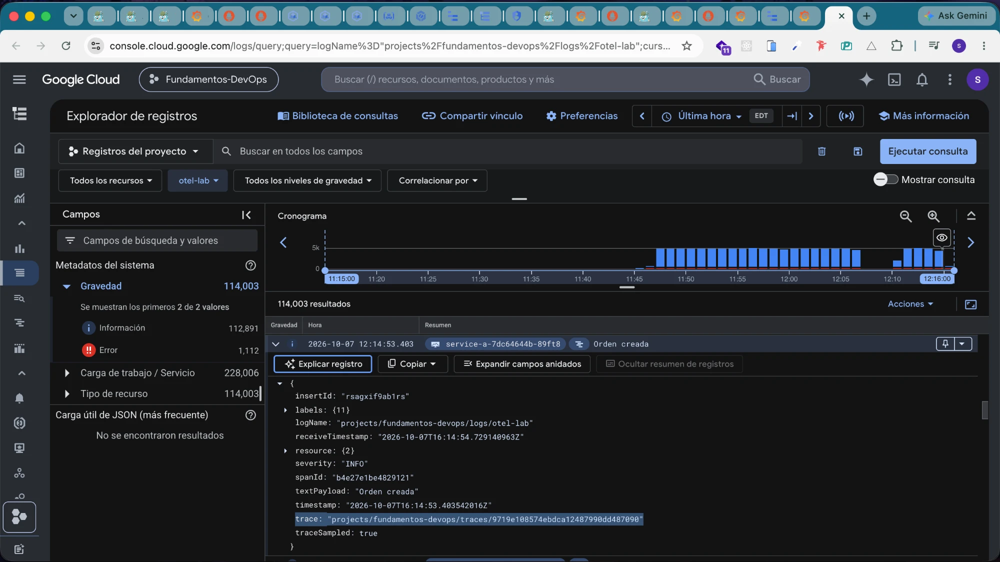 Ask Gemini
console.cloud.google.com/logs/query;query=logName%3D"projects%2Ffundamentos-devops%2Flogs%2Fotel-lab";curs...
11
S
Google Cloud
Fundamentos-DevOps
Buscar (/) recursos, documentos, productos y más
Buscar
S
Explorador de registros
Biblioteca de consultas
Compartir vínculo
Preferencias
Última hora
EDT
Más información
Registros del proyecto
Buscar en todos los campos
Ejecutar consulta
Todos los recursos
otel-lab
Todos los niveles de gravedad
Correlacionar por
Mostrar consulta
Campos
Campos de búsqueda y valores
Metadatos del sistema
Gravedad 114,003
Se muestran los primeros 2 de 2 valores
Información 112,891
Error 1,112
Carga de trabajo / Servicio 228,006
Tipo de recurso 114,003
Carga útil de JSON (más frecuente)
No se encontraron resultados
Cronograma
5k
0
11:15:00 11:20 11:25 11:30 11:35 11:40 11:45 11:50 11:55 12:00 12:05 12:10 12:16:00
114,003 resultados
Acciones
Gravedad Hora Resumen
2026-10-07 12:14:53.403 service-a-7dc64644b-89ft8 Orden creada
Explicar registro
Copiar
Expandir campos anidados
Ocultar resumen de registros
{
insertId: "rsagxif9ab1rs"
labels: {11}
logName: "projects/fundamentos-devops/logs/otel-lab"
receiveTimestamp: "2026-10-07T16:14:54.729140963Z"
resource: {2}
severity: "INFO"
spanId: "b4e27e1be4829121"
textPayload: "Orden creada"
timestamp: "2026-10-07T16:14:53.403542016Z"
trace: "projects/fundamentos-devops/traces/9719e108574ebdca12487990dd487090"
traceSampled: true
}